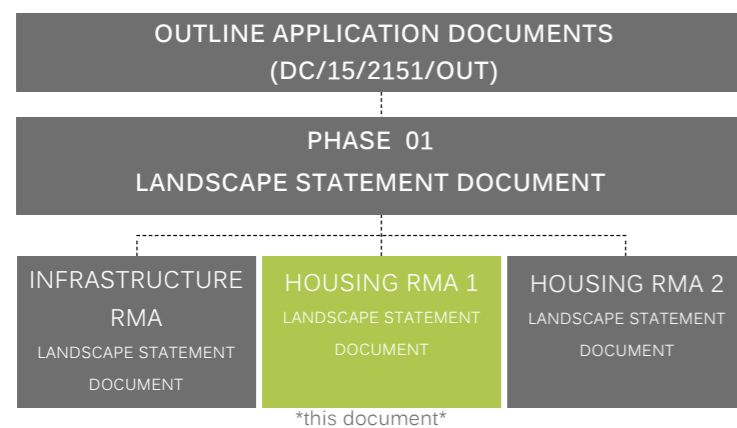 OUTLINE APPLICATION DOCUMENTS
(DC/15/2151/OUT)
PHASE 01
LANDSCAPE STATEMENT DOCUMENT
INFRASTRUCTURE
RMA
LANDSCAPE STATEMENT
DOCUMENT
HOUSING RMA 1
LANDSCAPE STATEMENT
DOCUMENT
*this document*
HOUSING RMA 2
LANDSCAPE STATEMENT
DOCUMENT